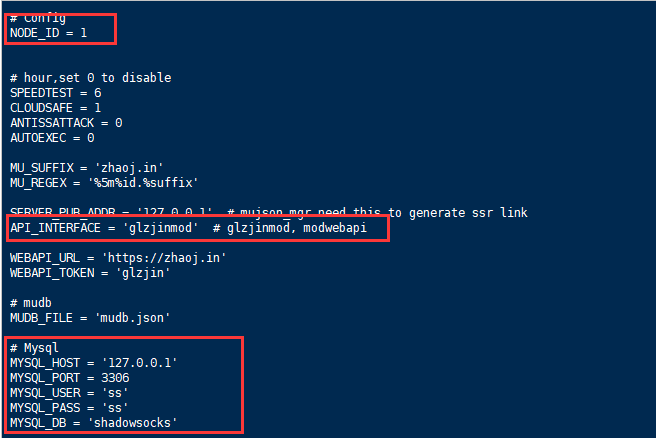 # Config
NODE_ID = 1
# hour,set 0 to disable
SPEEDTEST = 6
CLOUDSAFE = 1
ANTISSATTACK = 0
AUTOEXEC = 0
MU_SUFFIX = 'zhaoj.in'
MU_REGEX = '%5m%id.%suffix'
SERVER_PUB_ADDR = '127.0.0.1'  # mujson_mgr need this to generate ssr link
API_INTERFACE = 'glzjinmod'  # glzjinmod, modwebapi
WEBAPI_URL = 'https://zhaoj.in'
WEBAPI_TOKEN = 'glzjin'
# mudb
MUDB_FILE = 'mudb.json'
# Mysql
MYSQL_HOST = '127.0.0.1'
MYSQL_PORT = 3306
MYSQL_USER = 'ss'
MYSQL_PASS = 'ss'
MYSQL_DB = 'shadowsocks'